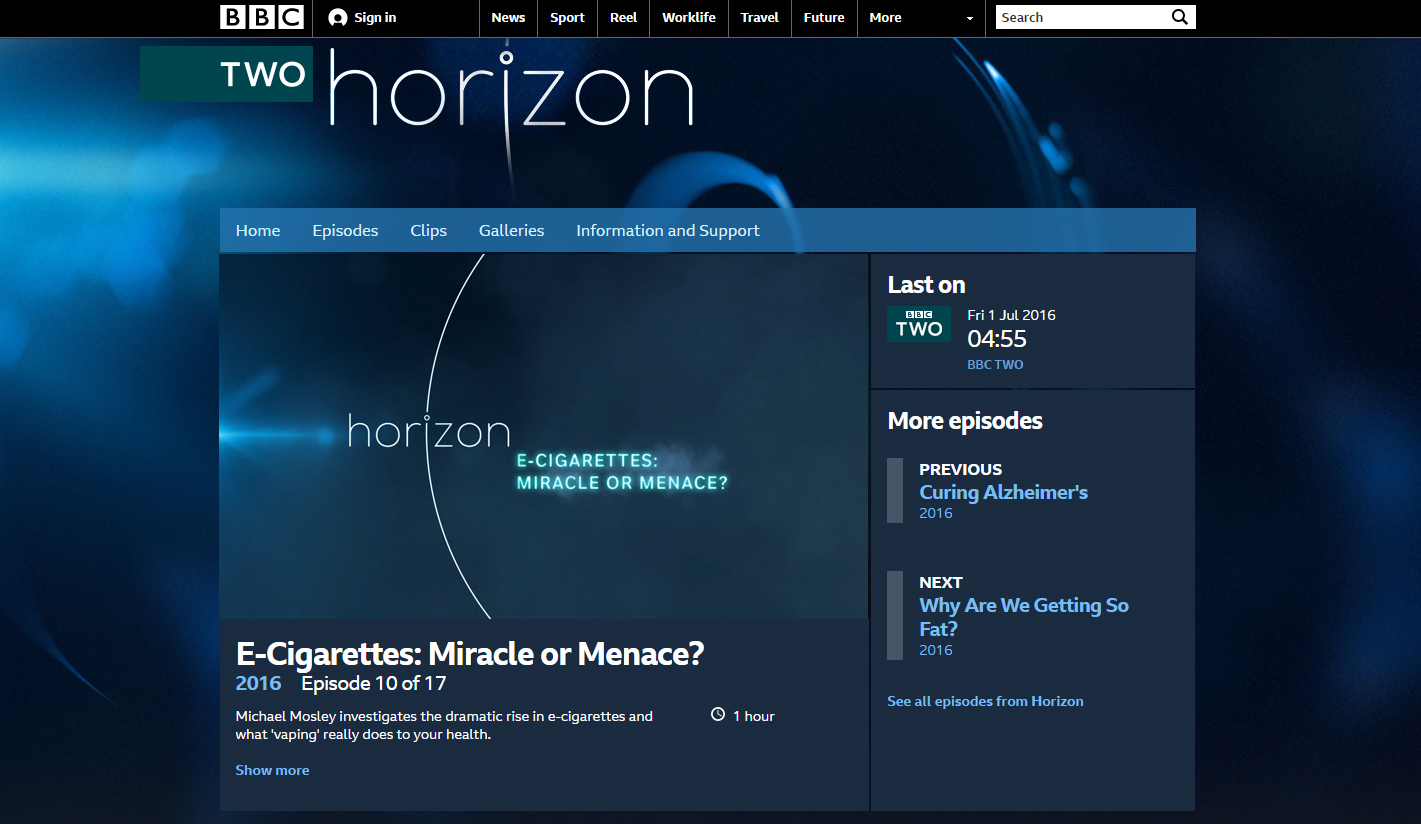 BBC
Sign in
News
Sport
Reel
Worklife
Travel
Future
More
Search
TWO
horizon
Home
Episodes
Clips
Galleries
Information and Support
horizon
E-CIGARETTES:
MIRACLE OR MENACE?
E-Cigarettes: Miracle or Menace?
2016 Episode 10 of 17
Michael Mosley investigates the dramatic rise in e-cigarettes and
what 'vaping' really does to your health.
1 hour
Show more
Last on
BBC
TWO
Fri 1 Jul 2016
04:55
BBC TWO
More episodes
PREVIOUS
Curing Alzheimer's
2016
NEXT
Why Are We Getting So
Fat?
2016
See all episodes from Horizon